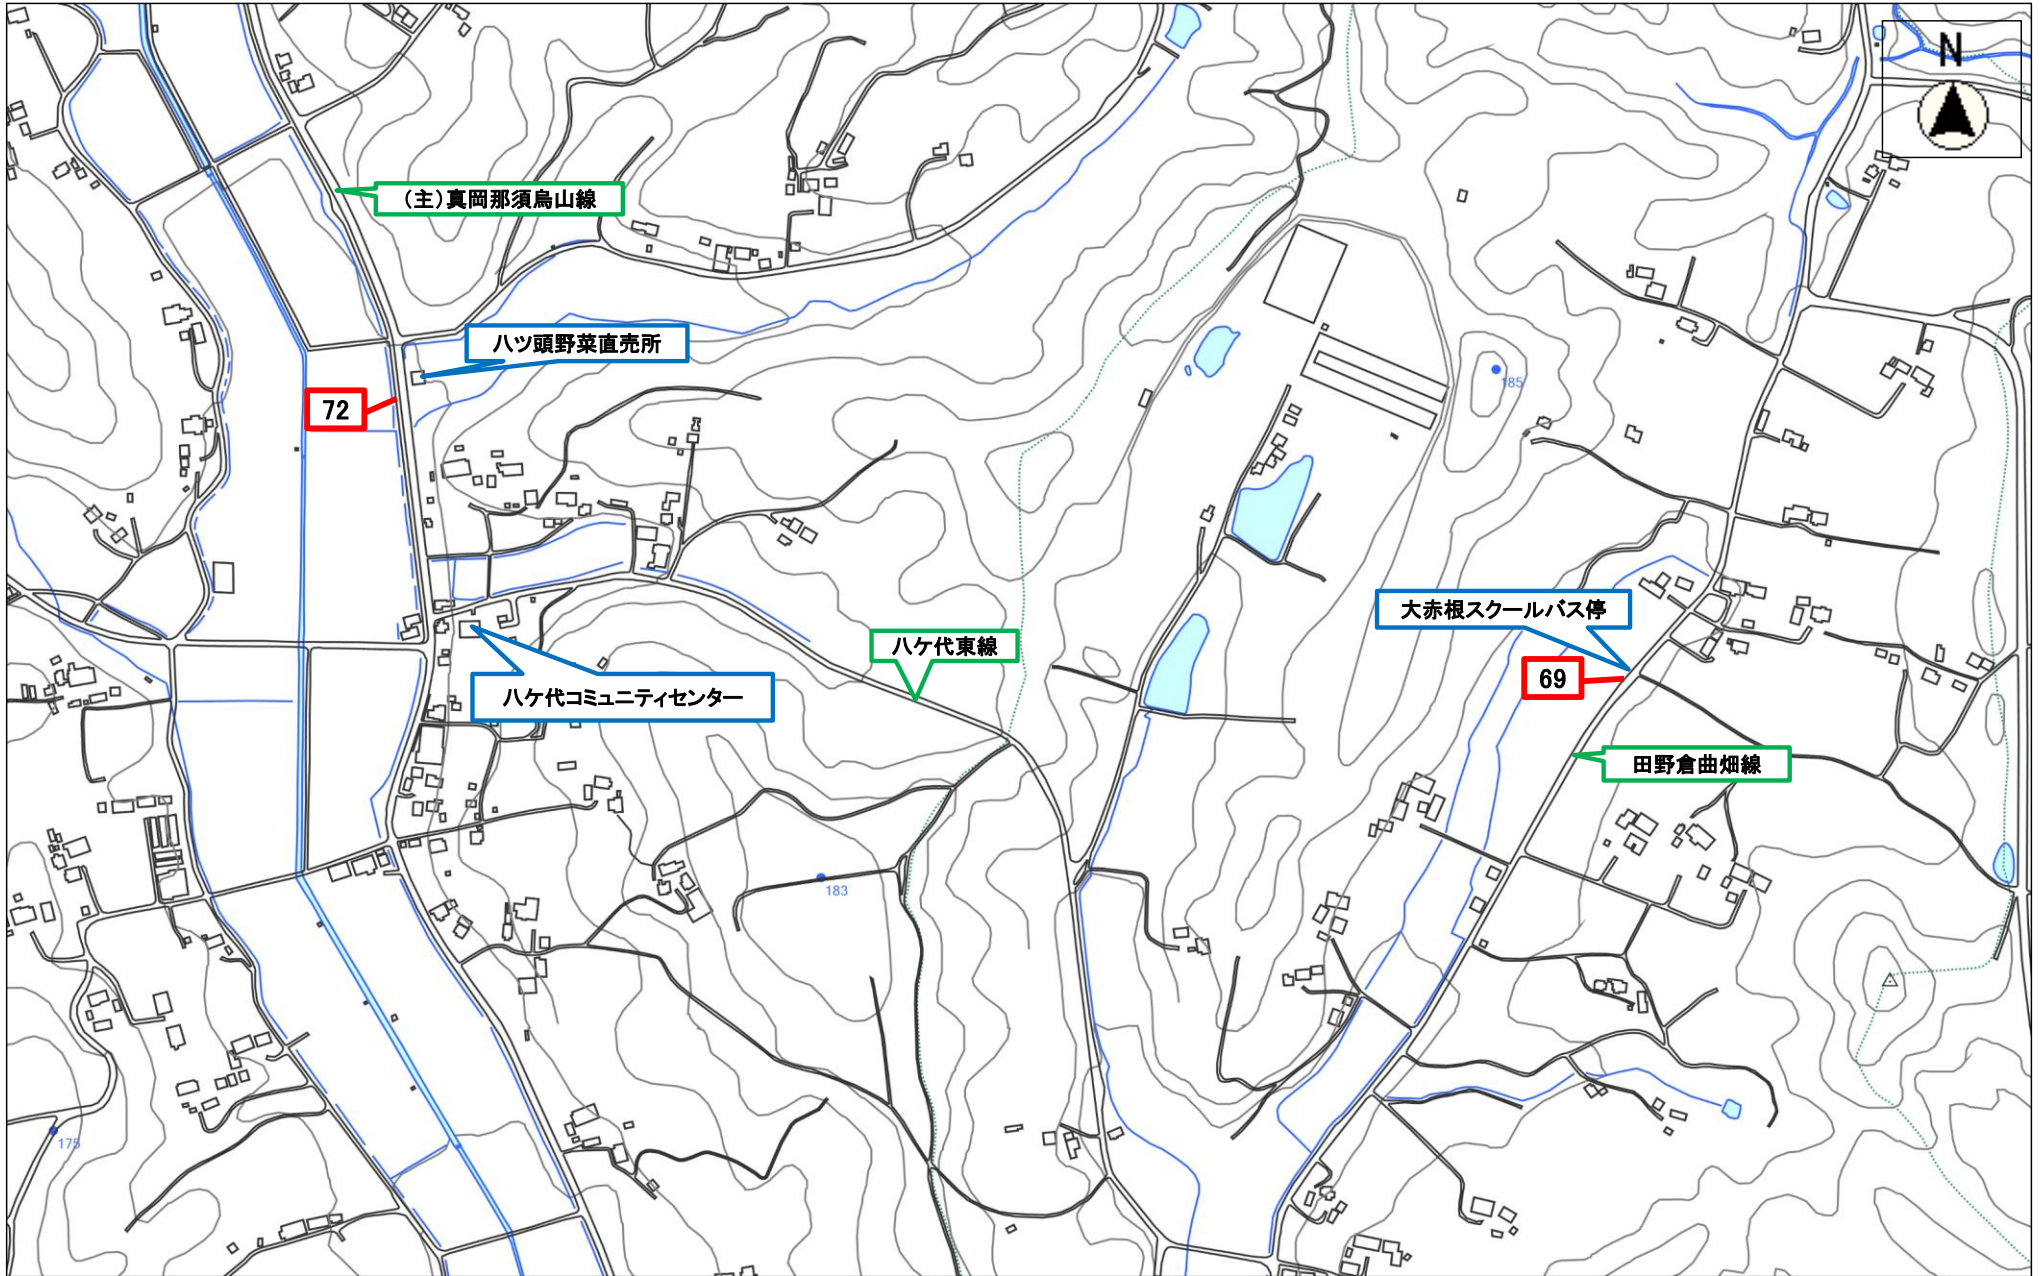 N
(主)真岡那須烏山線
八ツ頭野菜直売所
185
72
大赤根スクールバス停
八ケ代東線
69
八ケ代コミュニティセンター
田野倉曲畑線
183
175